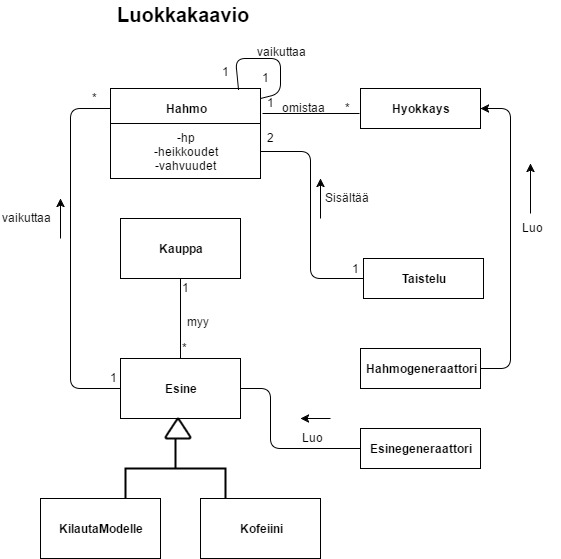 Luokkakaavio
vaikuttaa
1
1
*
Hahmo
-hp
-heikkoudet
-vahvuudet
1
omistaa
*
Hyokkays
2
Sisältää
Luo
vaikuttaa
Kauppa
1
Taistelu
1
myy
*
Hahmogeneraattori
1
Esine
Luo
Esinegeneraattori
KilautaModelle
Kofeiini